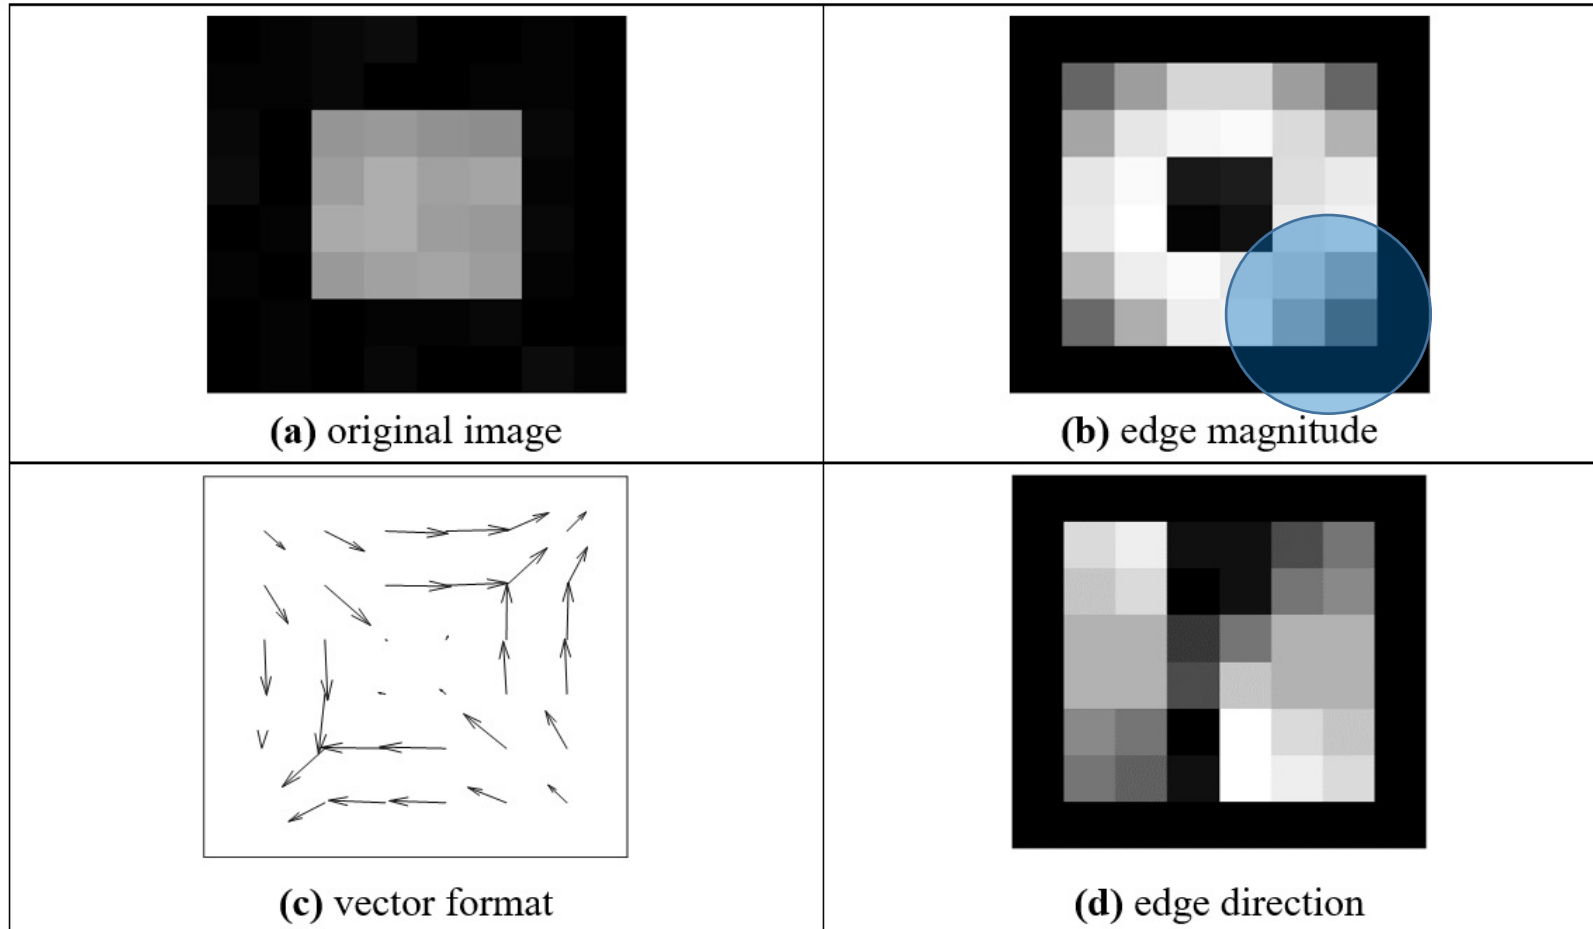 (a) original image
(b) edge magnitude
(c) vector format
(d) edge direction